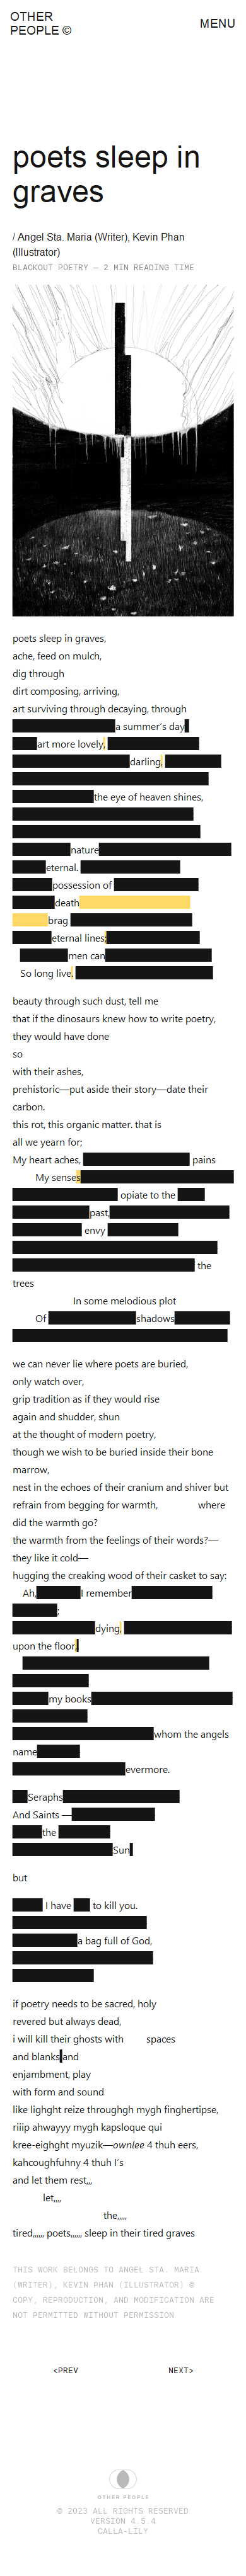 OTHER
PEOPLE ©
MENU
poets sleep in
graves
/ Angel Sta. Maria (Writer), Kevin Phan
(Illustrator)
BLACKOUT POETRY — 2 MIN READING TIME
poets sleep in graves,
ache, feed on mulch,
dig through
dirt composing, arriving,
art surviving through decaying, through
a summer's day
art more lovely,
darling,
the eye of heaven shines,
nature
eternal.
possession of
death
brag
eternal lines;
men can
So long live.
beauty through such dust, tell me
that if the dinosaurs knew how to write poetry,
they would have done
so
with their ashes,
prehistoric—put aside their story—date their
carbon.
this rot, this organic matter. that is
all we yearn for;
My heart aches, pains
My senses
opiate to the
past,
envy
the
trees
In some melodious plot
Of shadows
we can never lie where poets are buried,
only watch over,
grip tradition as if they would rise
again and shudder, shun
at the thought of modern poetry,
though we wish to be buried inside their bone
marrow,
nest in the echoes of their cranium and shiver but
refrain from begging for warmth, where
did the warmth go?
the warmth from the feelings of their words?—
they like it cold—
hugging the creaking wood of their casket to say:
Ah, I remember
;
dying,
upon the floor.
my books
whom the angels
name
evermore.
Seraphs
And Saints —
the
Sun
but
I have to kill you.
a bag full of God,
if poetry needs to be sacred, holy
revered but always dead,
i will kill their ghosts with spaces
and blanks and
enjambment, play
with form and sound
like lighght reize throurghgh mygh finghertipse,
riiip ahwayyy mygh kapsloque qui
kree-eighght myuzik—ownlee 4 thuh eers,
kahcoughfuhny 4 thuh I's
and let them rest,,,
let,,,,
the,,,,,
tired,,,,,, poets,,,,,, sleep in their tired graves
THIS WORK BELONGS TO ANGEL STA. MARIA
(WRITER), KEVIN PHAN (ILLUSTRATOR) ©
COPY, REPRODUCTION, AND MODIFICATION ARE
NOT PERMITTED WITHOUT PERMISSION
<PREV NEXT>
OTHER PEOPLE
© 2023 ALL RIGHTS RESERVED
VERSION 4.5.4
CALLA-LILY